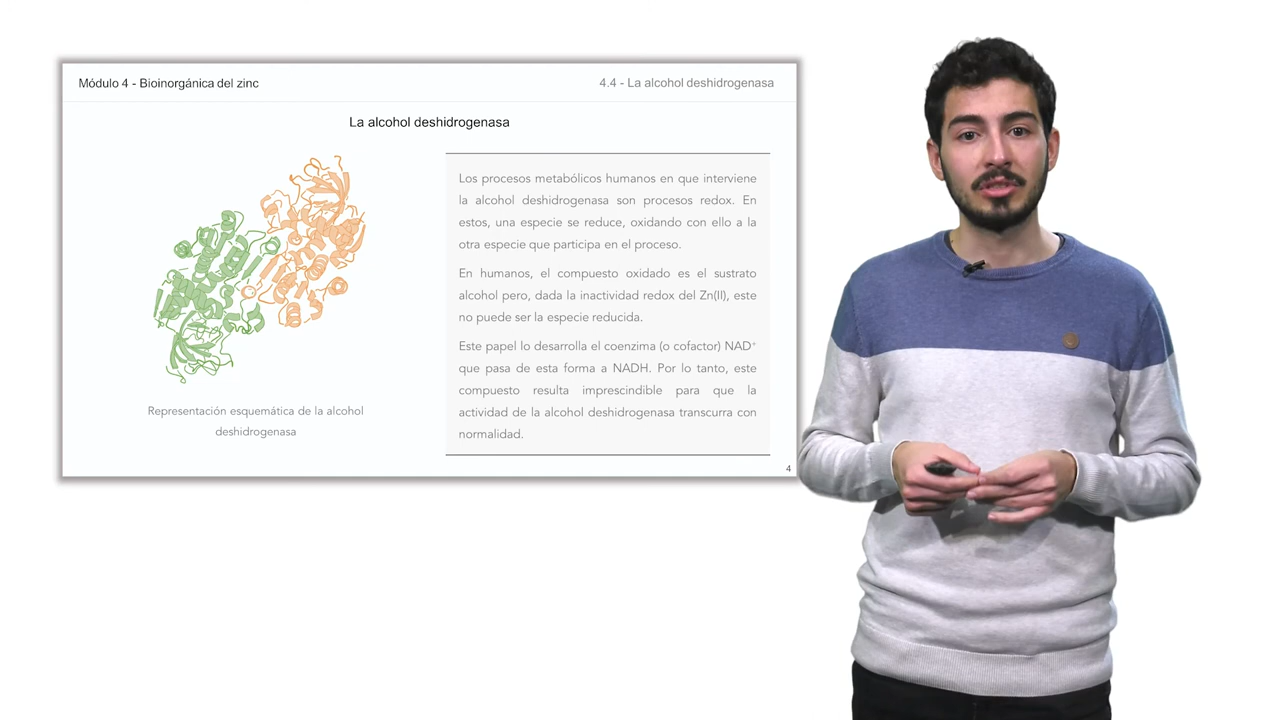 Módulo 4 - Bioinorgánica del zinc
4.4 - La alcohol deshidrogenasa
La alcohol deshidrogenasa
Los procesos metabólicos humanos en que interviene
la alcohol deshidrogenasa son procesos redox. En
estos, una especie se reduce, oxidando con ello a la
otra especie que participa en el proceso.
En humanos, el compuesto oxidado es el sustrato
alcohol pero, dada la inactividad redox del Zn(II), este
no puede ser la especie reducida.
Este papel lo desarrolla el coenzima (o cofactor) NAD⁺
que pasa de esta forma a NADH. Por lo tanto, este
compuesto resulta imprescindible para que la
actividad de la alcohol deshidrogenasa transcurra con
normalidad.
Representación esquemática de la alcohol
deshidrogenasa
4